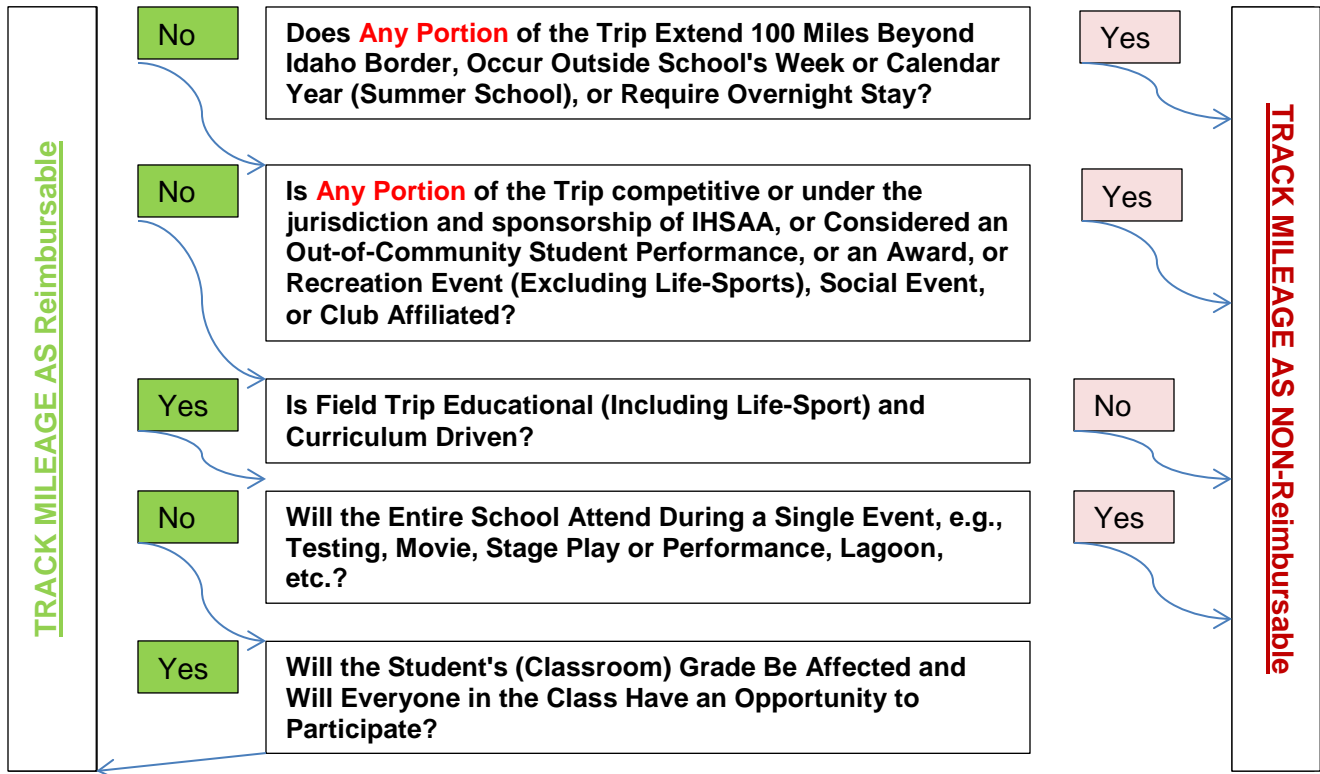 TRACK MILEAGE AS Reimbursable
No
Does Any Portion of the Trip Extend 100 Miles Beyond
Idaho Border, Occur Outside School's Week or Calendar
Year (Summer School), or Require Overnight Stay?
Yes
No
Is Any Portion of the Trip competitive or under the
jurisdiction and sponsorship of IHSAA, or Considered an
Out-of-Community Student Performance, or an Award, or
Recreation Event (Excluding Life-Sports), Social Event,
or Club Affiliated?
Yes
Yes
Is Field Trip Educational (Including Life-Sport) and
Curriculum Driven?
No
No
Will the Entire School Attend During a Single Event, e.g.,
Testing, Movie, Stage Play or Performance, Lagoon,
etc.?
Yes
Yes
Will the Student's (Classroom) Grade Be Affected and
Will Everyone in the Class Have an Opportunity to
Participate?
TRACK MILEAGE AS NON-Reimbursable